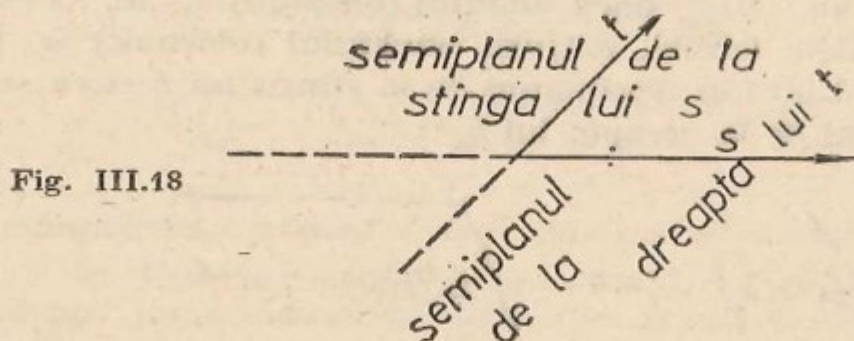 t
semiplanul de la
stinga lui s
s
Fig. III.18
semiplanul
de la dreapta lui t